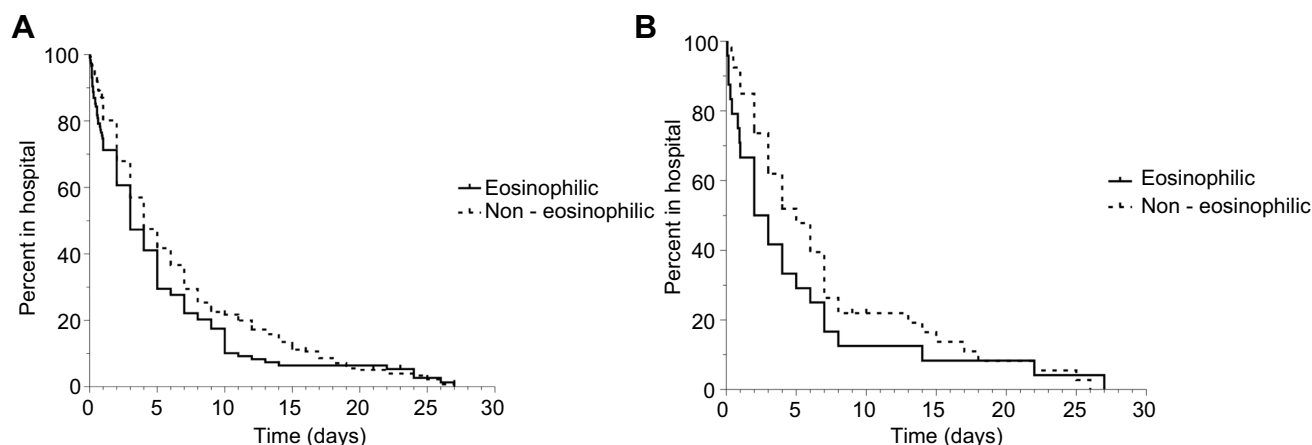 A
100
80
60
40
20
0
Percent in hospital
0 5 10 15 20 25 30
Time (days)
Eosinophilic
Non - eosinophilic
B
100
80
60
40
20
0
Percent in hospital
0 5 10 15 20 25 30
Time (days)
Eosinophilic
Non - eosinophilic